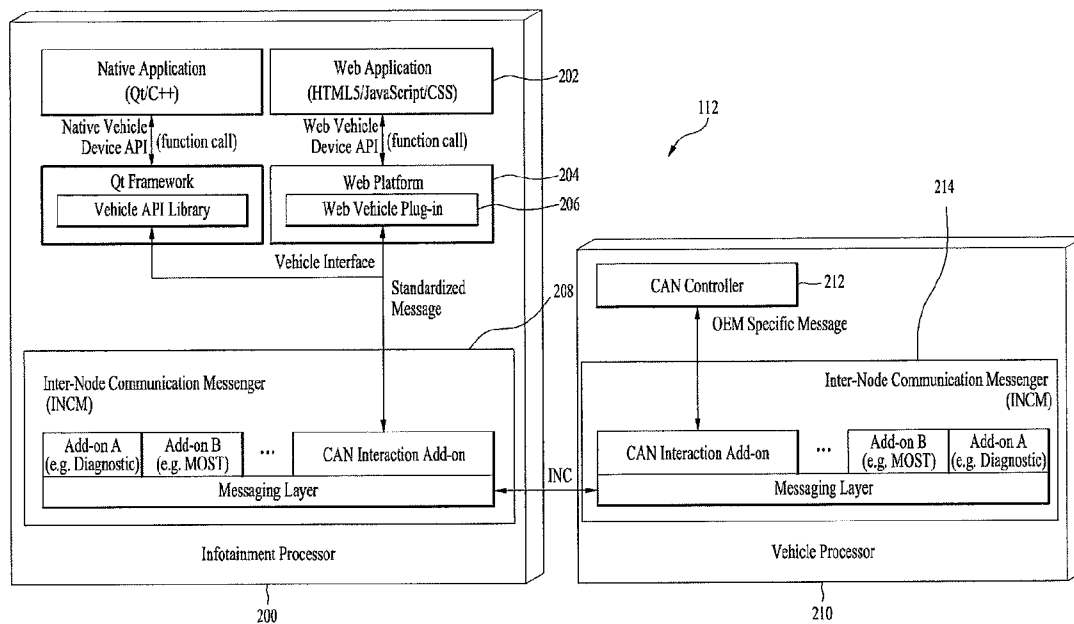 Native Application
(Qt/C++)
Web Application
(HTML5/JavaScript/CSS)
202
Native Vehicle
Device API
(function call)
Web Vehicle
Device API
(function call)
112
Qt Framework
Vehicle API Library
Web Platform
Web Vehicle Plug-in
204
206
214
Vehicle Interface
Standardized
Message
208
CAN Controller
212
OEM Specific Message
Inter-Node Communication Messenger
(INCM)
Add-on A
(e.g. Diagnostic)
Add-on B
(e.g. MOST)
...
CAN Interaction Add-on
Messaging Layer
INC
Inter-Node Communication Messenger
(INCM)
CAN Interaction Add-on
...
Add-on B
(e.g. MOST)
Add-on A
(e.g. Diagnostic)
Messaging Layer
Infotainment Processor
Vehicle Processor
200
210